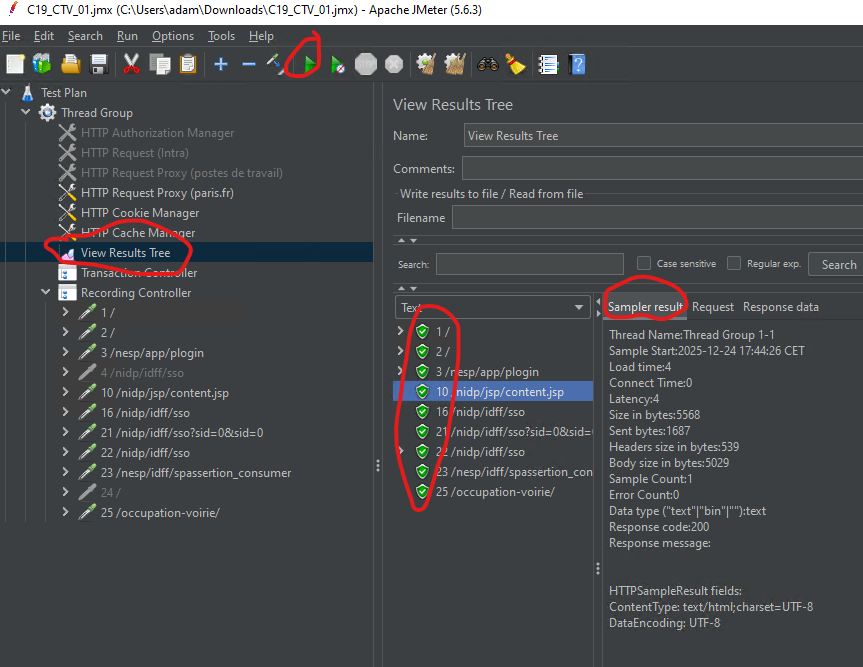 C19_CTV_01.jmx (C:\Users\adam\Downloads\C19_CTV_01.jmx) - Apache JMeter (5.6.3)
File Edit Search Run Options Tools Help
Test Plan
Thread Group
HTTP Authorization Manager
HTTP Request (Intra)
HTTP Request Proxy (postes de travail)
HTTP Request Proxy (paris.fr)
HTTP Cookie Manager
HTTP Cache Manager
View Results Tree
Transaction Controller
Recording Controller
1 /
2 /
3 /nesp/app/plogin
4 /nidp/idff/sso
10 /nidp/jsp/content.jsp
16 /nidp/idff/sso
21 /nidp/idff/sso?sid=0&sid=0
22 /nidp/idff/sso
23 /nesp/idff/spassertion_consumer
24 /
25 /occupation-voirie/
View Results Tree
Name: View Results Tree
Comments:
Write results to file / Read from file
Filename
Search: Case sensitive Regular exp. Search
Text
1 /
2 /
3 /nesp/app/plogin
10 /nidp/jsp/content.jsp
16 /nidp/idff/sso
21 /nidp/idff/sso?sid=0&sid=
22 /nidp/idff/sso
23 /nesp/idff/spassertion_con
25 /occupation-voirie/
Sampler result Request Response data
Thread Name:Thread Group 1-1
Sample Start:2025-12-24 17:44:26 CET
Load time:4
Connect Time:0
Latency:4
Size in bytes:5568
Sent bytes:1687
Headers size in bytes:539
Body size in bytes:5029
Sample Count:1
Error Count:0
Data type ("text"|"bin"|""):text
Response code:200
Response message:
HTTPSampleResult fields:
ContentType: text/html;charset=UTF-8
DataEncoding: UTF-8